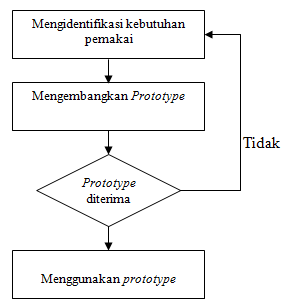 Mengidentifikasi kebutuhan
pemakai
Mengembangkan Prototype
Tidak
Prototype
diterima
Menggunakan prototype